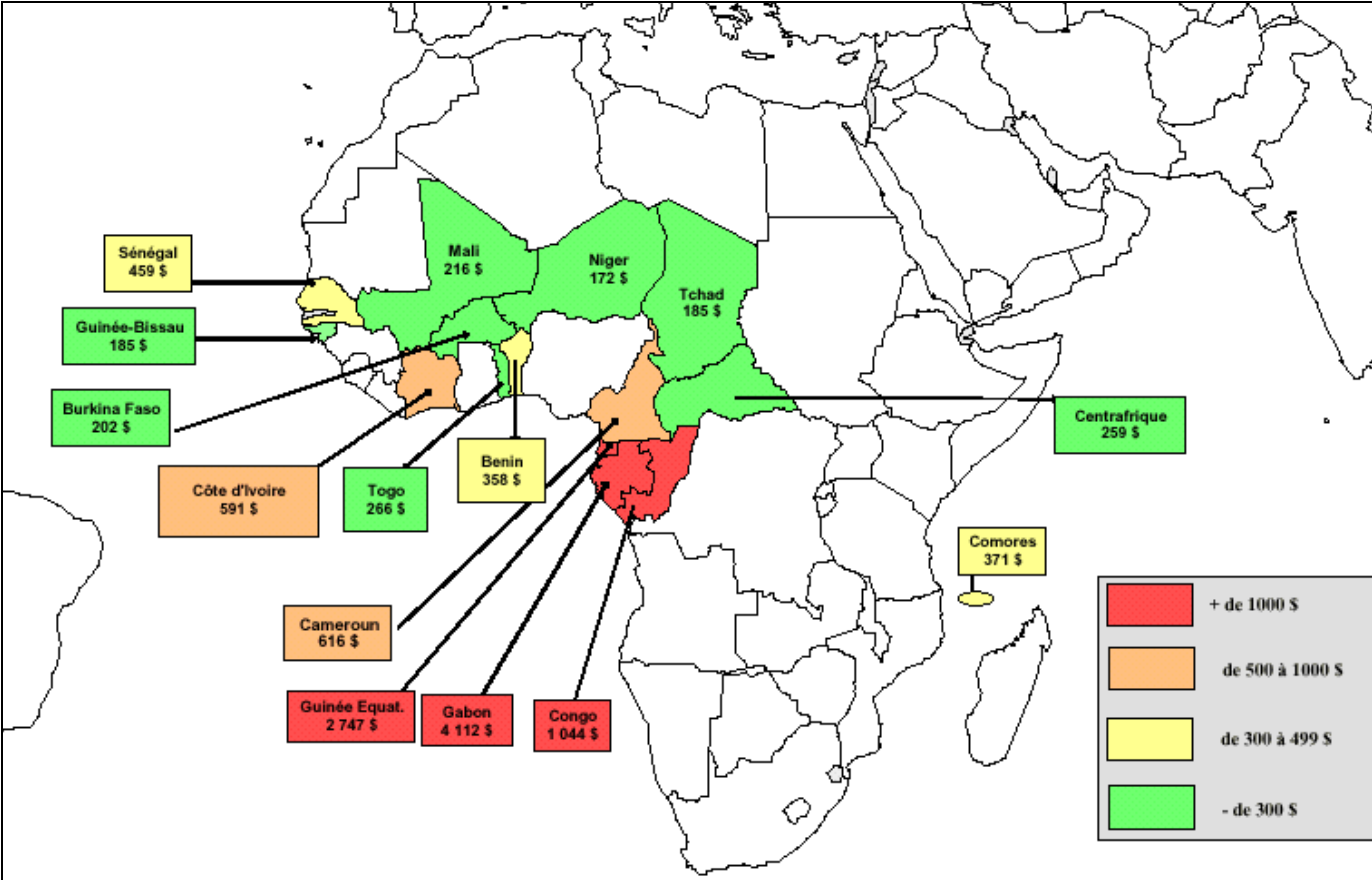 Sénégal
459 $
Mali
216 $
Niger
172 $
Tchad
185 $
Guinée-Bissau
185 $
Burkina Faso
202 $
Centrafrique
259 $
Côte d'Ivoire
591 $
Togo
266 $
Benin
358 $
Comores
371 $
Cameroun
616 $
Guinée Equat.
2 747 $
Gabon
4 112 $
Congo
1 044 $
+ de 1000 $
de 500 à 1000 $
de 300 à 499 $
- de 300 $